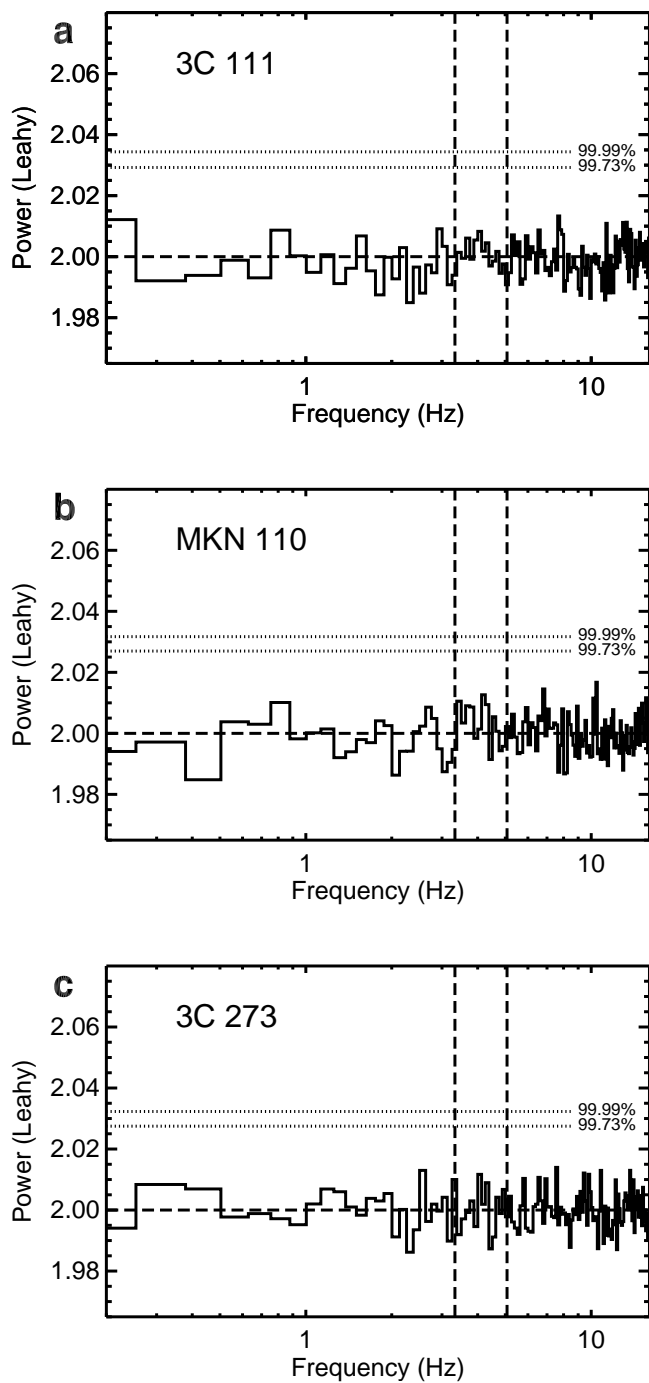 a
3C 111
Power (Leahy)
2.06
2.04
2.02
2.00
1.98
99.99%
99.73%
1
10
Frequency (Hz)
b
MKN 110
Power (Leahy)
2.06
2.04
2.02
2.00
1.98
99.99%
99.73%
1
10
Frequency (Hz)
c
3C 273
Power (Leahy)
2.06
2.04
2.02
2.00
1.98
99.99%
99.73%
1
10
Frequency (Hz)